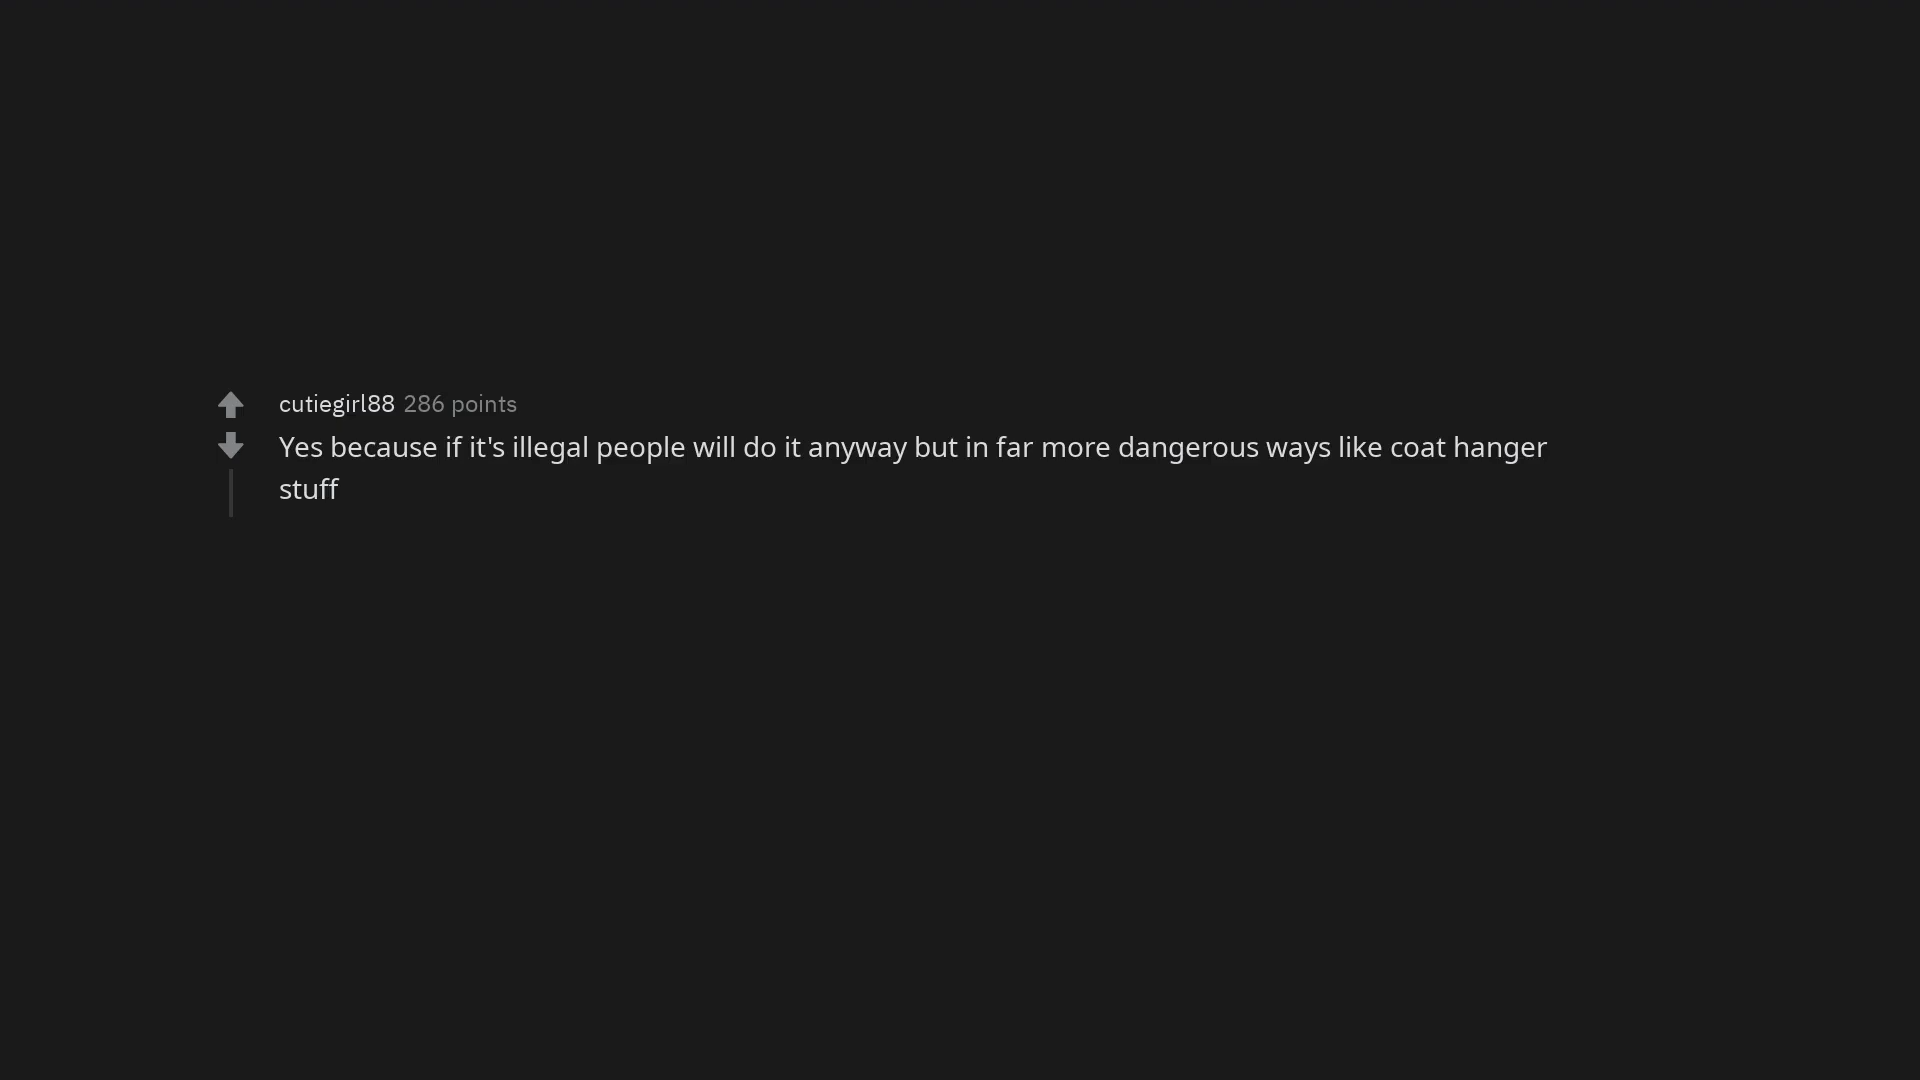 cutiegirl88 286 points
Yes because if it's illegal people will do it anyway but in far more dangerous ways like coat hanger
stuff